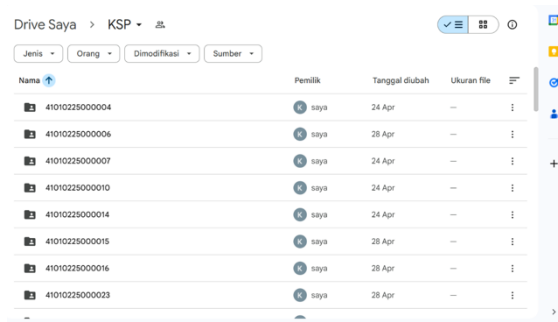 Drive Saya > KSP
Jenis Orang Dimodifikasi Sumber
Nama Pemilik Tanggal diubah Ukuran file
41010225000004 K saya 24 Apr —
41010225000006 K saya 28 Apr —
41010225000007 K saya 24 Apr —
41010225000010 K saya 24 Apr —
41010225000014 K saya 24 Apr —
41010225000015 K saya 28 Apr —
41010225000016 K saya 28 Apr —
41010225000023 K saya 28 Apr —